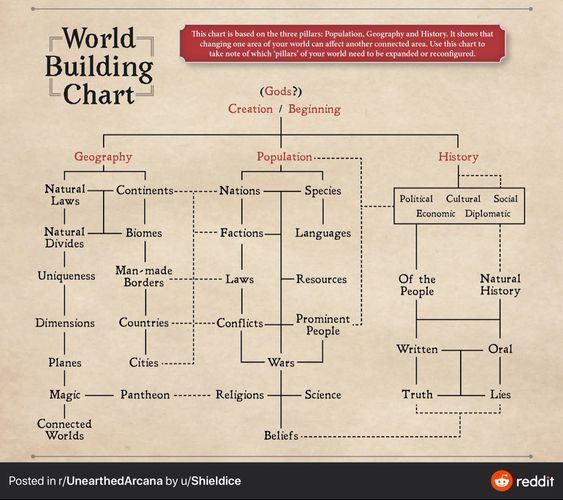 World
Building
Chart
This chart is based on the three pillars: Population, Geography and History. It shows that
changing one area of your world can affect another connected area. Use this chart to
take note of which 'pillars' of your world need to be expanded or reconfigured.
(Gods?)
Creation / Beginning
Geography Population History
Natural
Laws
Continents Nations Species
Political Cultural Social
Economic Diplomatic
Natural
Divides
Biomes Factions Languages
Uniqueness
Man-made
Borders
Laws Resources
Of the
People
Natural
History
Dimensions Countries Conflicts
Prominent
People
Planes Cities Wars
Written Oral
Magic Pantheon Religions Science
Truth Lies
Connected
Worlds
Beliefs
Posted in r/UnearthedArcana by u/Shieldice
reddit